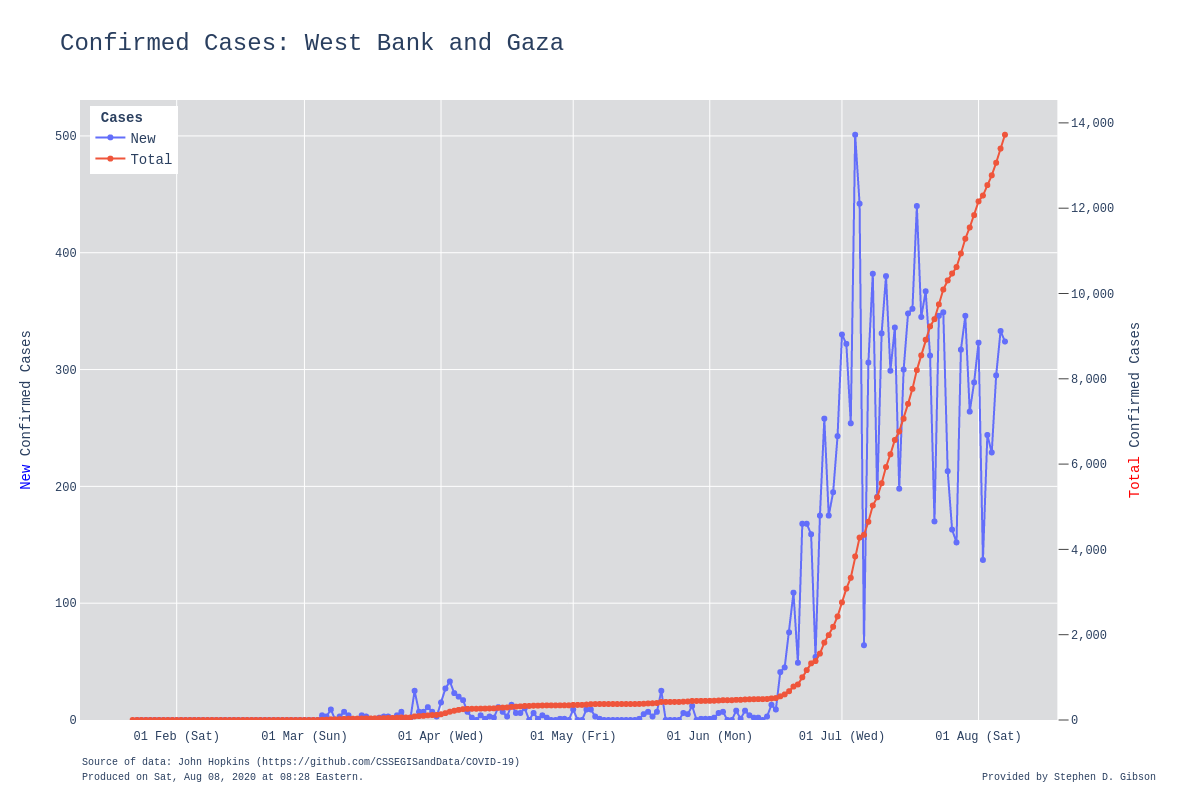 Confirmed Cases: West Bank and Gaza
Cases
New
Total
500
400
300
200
100
0
14,000
12,000
10,000
8,000
6,000
4,000
2,000
0
New Confirmed Cases
Total Confirmed Cases
01 Feb (Sat) 01 Mar (Sun) 01 Apr (Wed) 01 May (Fri) 01 Jun (Mon) 01 Jul (Wed) 01 Aug (Sat)
Source of data: John Hopkins (https://github.com/CSSEGISandData/COVID-19)
Produced on Sat, Aug 08, 2020 at 08:28 Eastern.
Provided by Stephen D. Gibson